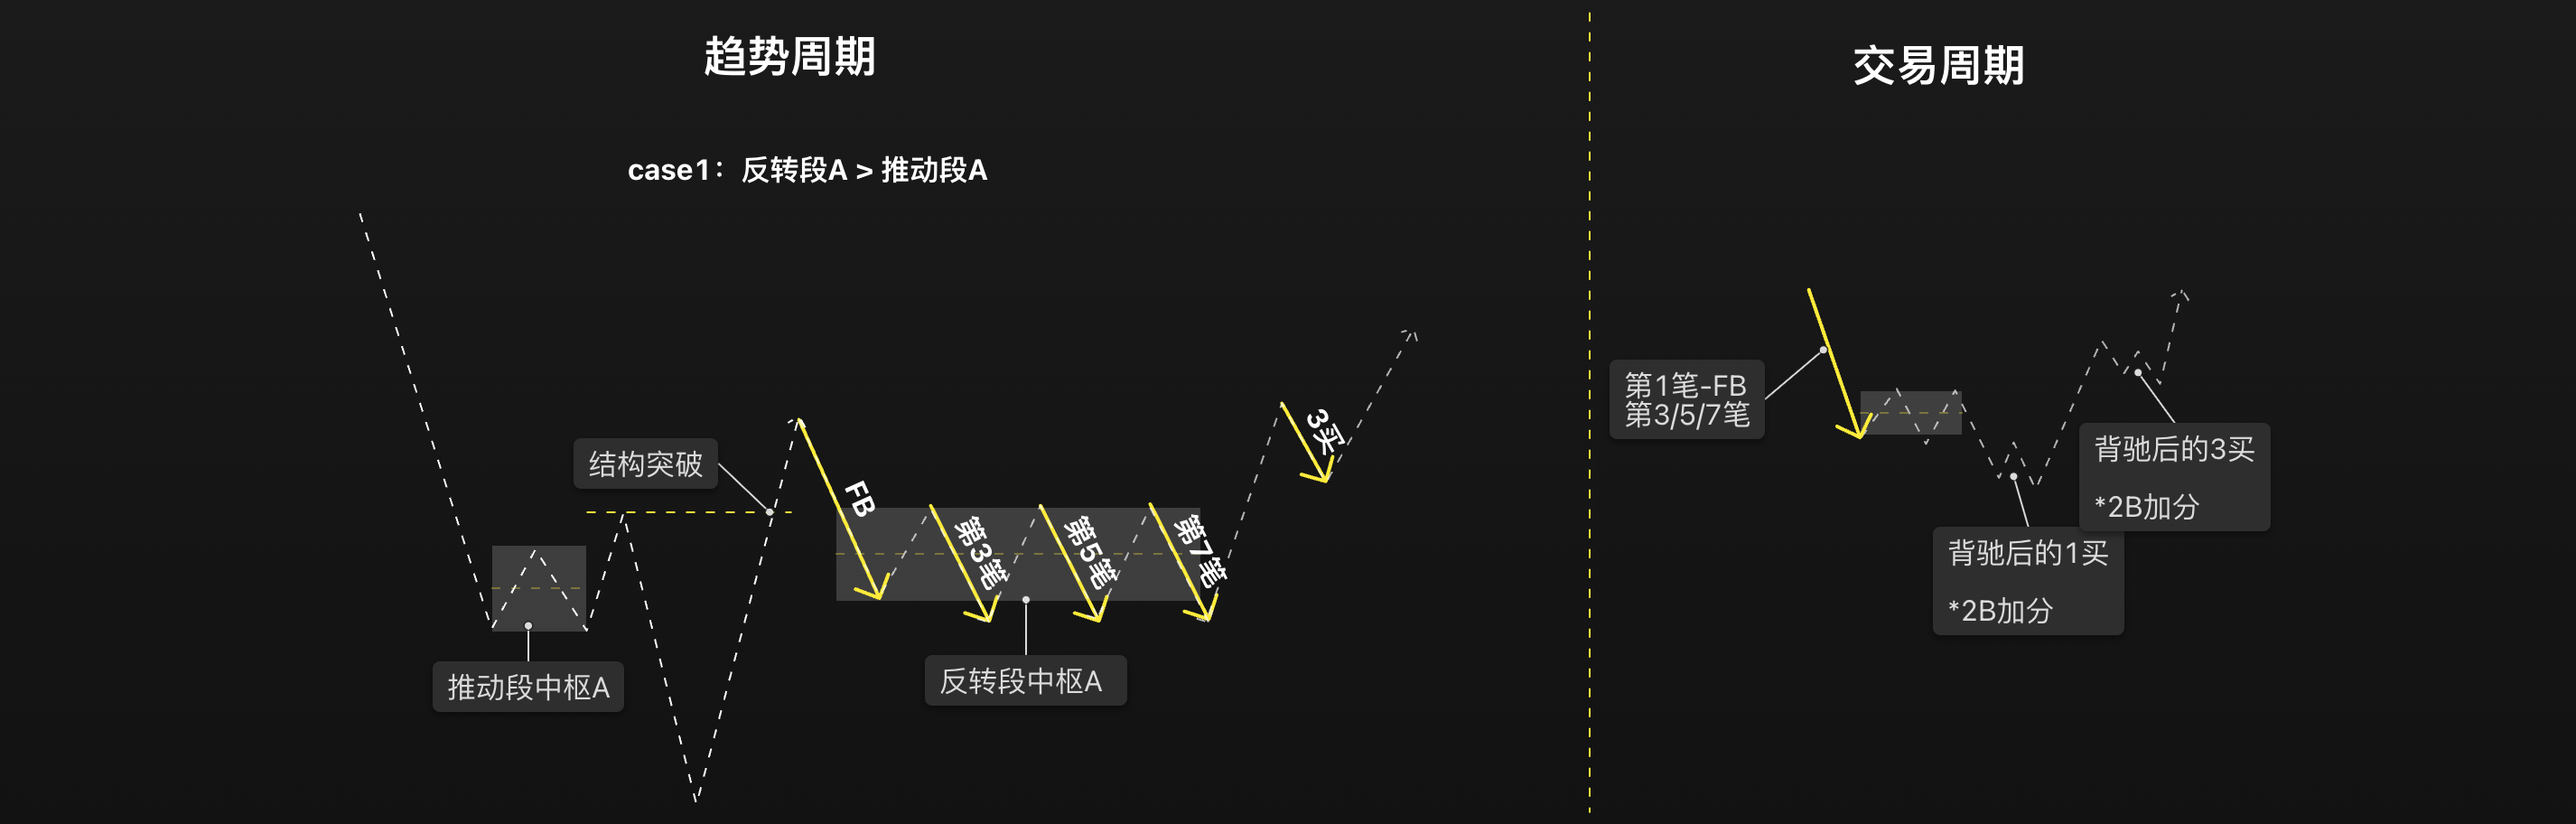 趋势周期
case1：反转段A > 推动段A
结构突破
推动段中枢A
FB
第3笔
第5笔
第7笔
反转段中枢A
3买
交易周期
第1笔-FB
第3/5/7笔
背驰后的3买
*2B加分
背驰后的1买
*2B加分